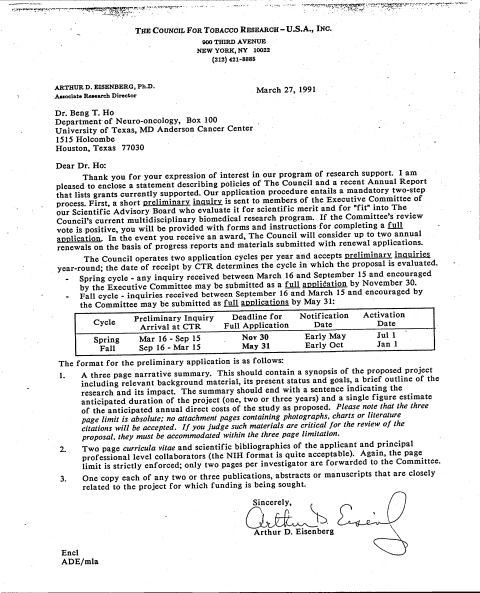 THE COUNCIL FOR TOBACCO RESEARCH – U.S.A., INC.
900 THIRD AVENUE
NEW YORK, NY 10022
(212) 421-8885
ARTHUR D. EISENBERG, Ph.D.
Associate Research Director
March 27, 1991
Dr. Beng T. Ho
Department of Neuro-oncology, Box 100
University of Texas, MD Anderson Cancer Center
1515 Holcombe
Houston, Texas 77030
Dear Dr. Ho:
Thank you for your expression of interest in our program of research support. I am
pleased to enclose a statement describing policies of The Council and a recent Annual Report
that lists grants currently supported. Our application procedure entails a mandatory two-step
process. First, a short preliminary inquiry is sent to members of the Executive Committee of
our Scientific Advisory Board who evaluate it for scientific merit and for "fit" into The
Council's current multidisciplinary biomedical research program. If the Committee's review
vote is positive, you will be provided with forms and instructions for completing a full
application. In the event you receive an award, The Council will consider up to two annual
renewals on the basis of progress reports and materials submitted with renewal applications.
The Council operates two application cycles per year and accepts preliminary inquiries
year-round; the date of receipt by CTR determines the cycle in which the proposal is evaluated.
- Spring cycle - any inquiry received between March 16 and September 15 and encouraged
by the Executive Committee may be submitted as a full application by November 30.
- Fall cycle - inquiries received between September 16 and March 15 and encouraged by
the Committee may be submitted as full applications by May 31:
Cycle Preliminary Inquiry Arrival at CTR Deadline for Full Application Notification Date Activation Date
Spring Mar 16 - Sep 15 Nov 30 Early May Jul 1
Fall Sep 16 - Mar 15 May 31 Early Oct Jan 1
The format for the preliminary application is as follows:
1. A three page narrative summary. This should contain a synopsis of the proposed project
including relevant background material, its present status and goals, a brief outline of the
research and its impact. The summary should end with a sentence indicating the
anticipated duration of the project (one, two or three years) and a single figure estimate
of the anticipated annual direct costs of the study as proposed. Please note that the three
page limit is absolute; no attachment pages containing photographs, charts or literature
citations will be accepted. If you judge such materials are critical for the review of the
proposal, they must be accommodated within the three page limitation.
2. Two page curricula vitae and scientific bibliographies of the applicant and principal
professional level collaborators (the NIH format is quite acceptable). Again, the page
limit is strictly enforced; only two pages per investigator are forwarded to the Committee.
3. One copy each of any two or three publications, abstracts or manuscripts that are closely
related to the project for which funding is being sought.
Sincerely,
Arthur D. Eisenberg
Arthur D. Eisenberg
Encl
ADE/mla